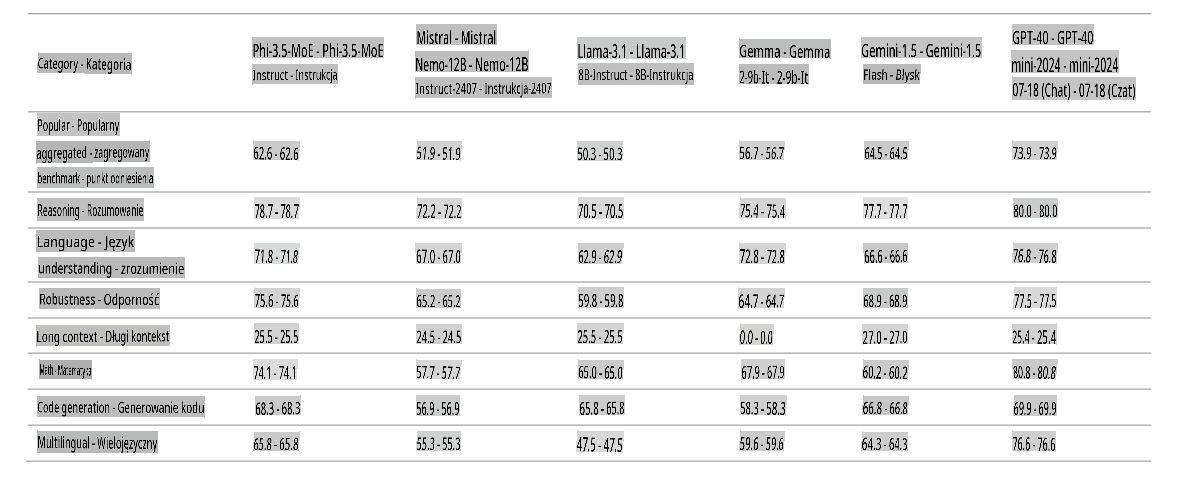 Category - Kategoria
Phi-3.5-MoE - Phi-3.5-MoE
Instruct - Instrukcja
Mistral - Mistral
Nemo-12B - Nemo-12B
Instruct-2407 - Instrukcja-2407
Llama-3.1 - Llama-3.1
8B-Instruct - 8B-Instrukcja
Gemma - Gemma
2-9b-It - 2-9b-It
Gemini-1.5 - Gemini-1.5
Flash - Błysk
GPT-40 - GPT-40
mini-2024 - mini-2024
07-18 (Chat) - 07-18 (Czat)
Popular - Popularny
aggregated - zagregowany
benchmark - punkt odniesienia
62.6 - 62.6
51.9 - 51.9
50.3 - 50.3
56.7 - 56.7
64.5 - 64.5
73.9 - 73.9
Reasoning - Rozumowanie
78.7 - 78.7
72.2 - 72.2
70.5 - 70.5
75.4 - 75.4
77.7 - 77.7
80.0 - 80.0
Language - Język
understanding - zrozumienie
71.8 - 71.8
67.0 - 67.0
62.9 - 62.9
72.8 - 72.8
66.6 - 66.6
76.8 - 76.8
Robustness - Odporność
75.6 - 75.6
65.2 - 65.2
59.8 - 59.8
64.7 - 64.7
68.9 - 68.9
77.5 - 77.5
Long context - Długi kontekst
25.5 - 25.5
24.5 - 24.5
25.5 - 25.5
0.0 - 0.0
27.0 - 27.0
25.4 - 25.4
Math - Matematyka
74.1 - 74.1
57.7 - 57.7
65.0 - 65.0
67.9 - 67.9
60.2 - 60.2
80.8 - 80.8
Code generation - Generowanie kodu
68.3 - 68.3
56.9 - 56.9
65.8 - 65.8
58.3 - 58.3
66.8 - 66.8
69.9 - 69.9
Multilingual - Wielojęzyczny
65.8 - 65.8
55.3 - 55.3
47.5 - 47.5
59.6 - 59.6
64.3 - 64.3
76.6 - 76.6